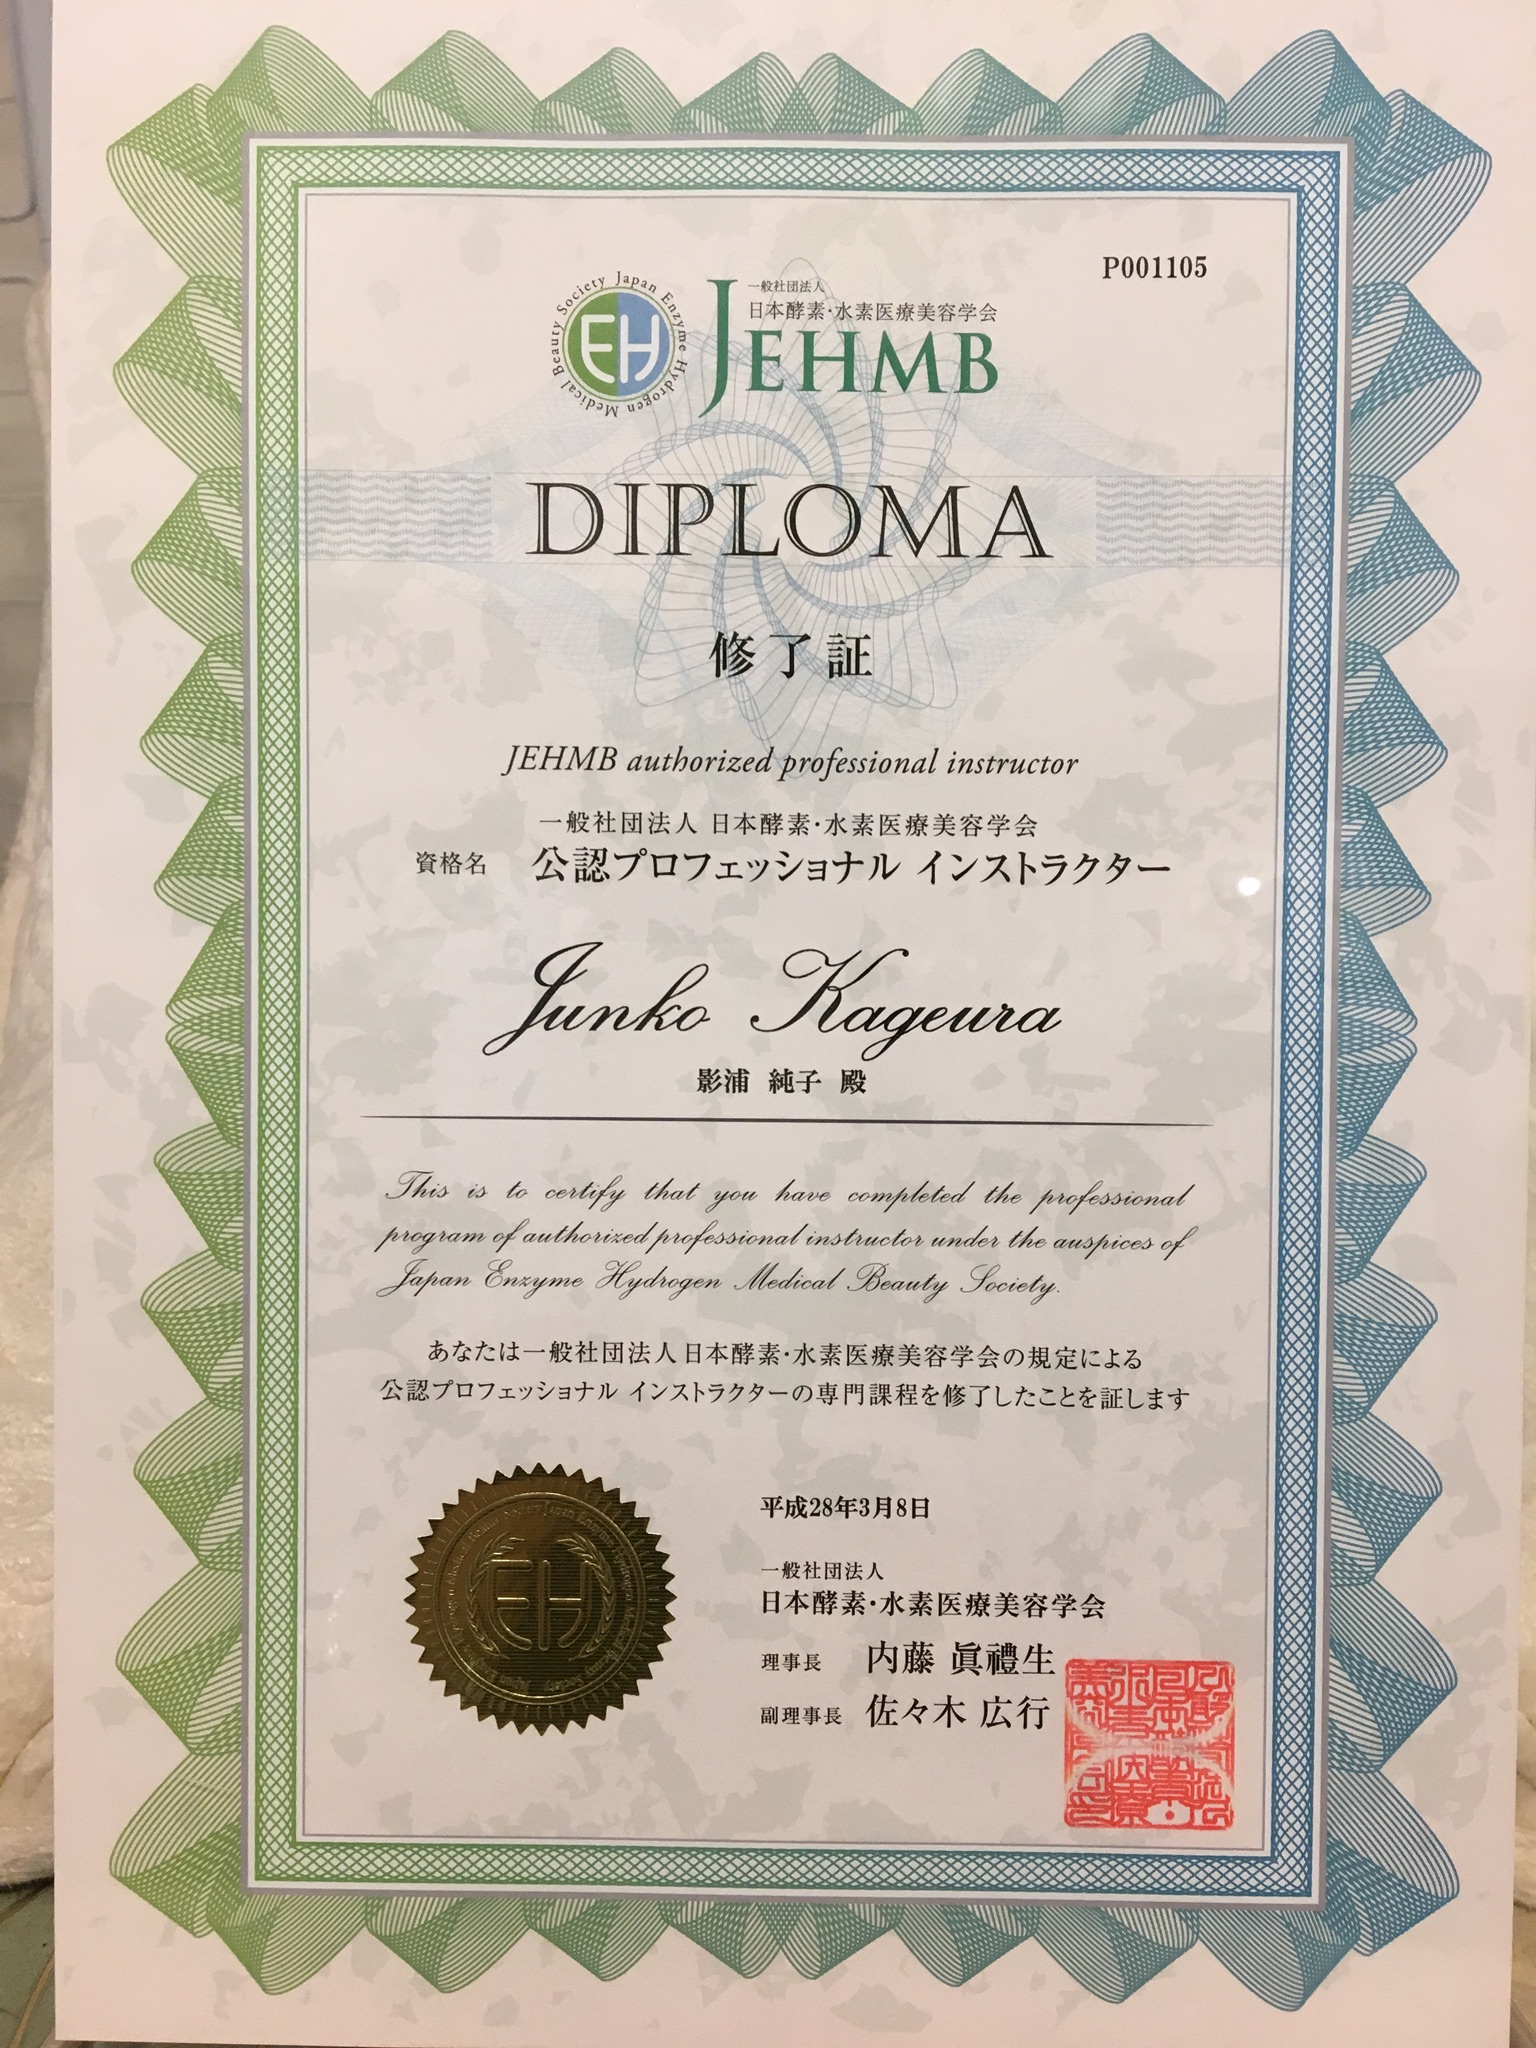 P001105
Japan Enzyme Hydrogen Medical Beauty Society
EH
一般社団法人
日本酵素・水素医療美容学会
JEHMB
DIPLOMA
修了証
JEHMB authorized professional instructor
一般社団法人 日本酵素・水素医療美容学会
資格名 公認プロフェッショナル インストラクター
Junko Kageura
影浦 純子 殿
This is to certify that you have completed the professional
program of authorized professional instructor under the auspices of
Japan Enzyme Hydrogen Medical Beauty Society.
あなたは一般社団法人日本酵素・水素医療美容学会の規定による
公認プロフェッショナル インストラクターの専門課程を修了したことを証します
平成28年3月8日
一般社団法人
日本酵素・水素医療美容学会
理事長 内藤 眞禮生
副理事長 佐々木 広行
EH